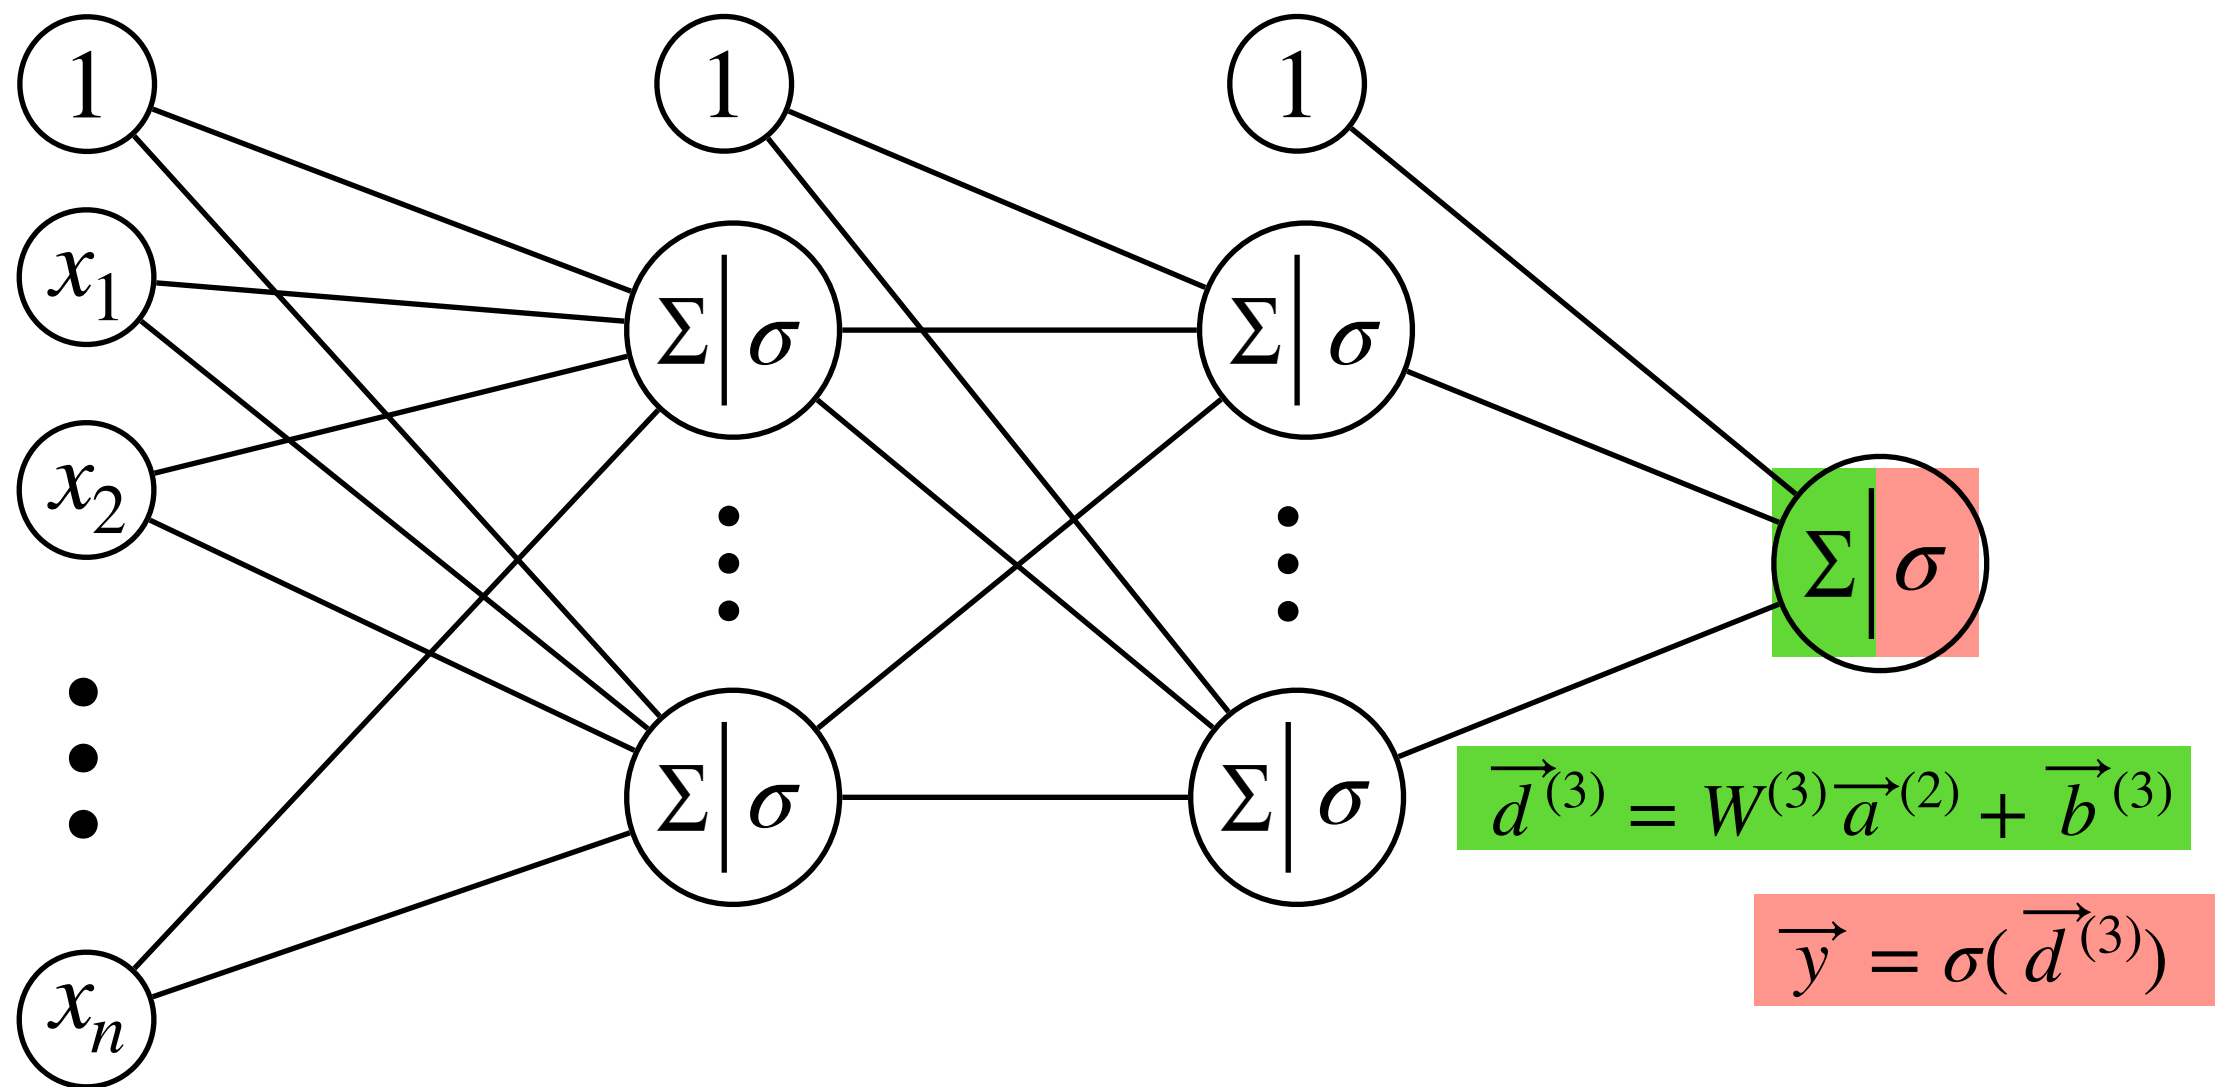 1 1 1
x₁
Σ|σ Σ|σ
x₂
Σ|σ
Σ|σ Σ|σ
d⃗⁽³⁾ = W⁽³⁾a⃗⁽²⁾ + b⃗⁽³⁾
y⃗ = σ(d⃗⁽³⁾)
xₙ